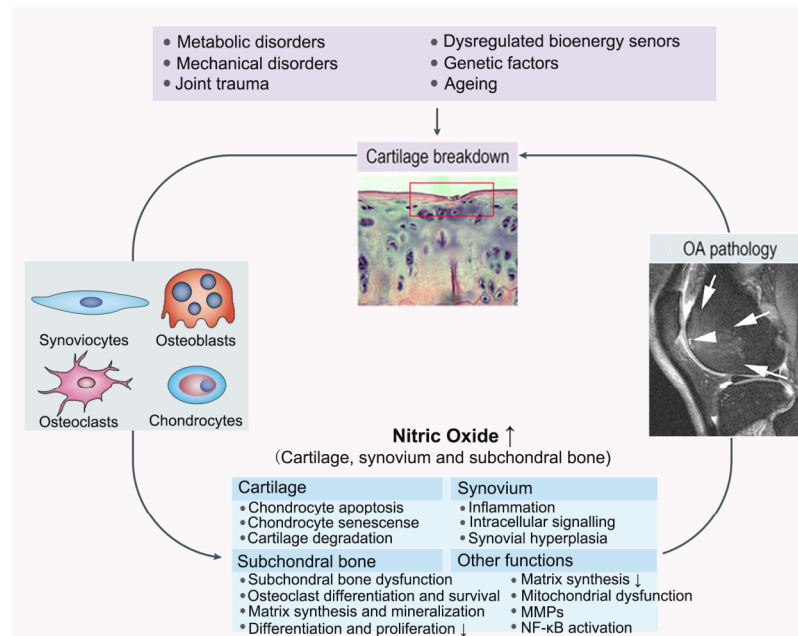 • Metabolic disorders
• Mechanical disorders
• Joint trauma
• Dysregulated bioenergy senors
• Genetic factors
• Ageing
Cartilage breakdown
Synoviocytes
Osteoblasts
Osteoclasts
Chondrocytes
OA pathology
Nitric Oxide ↑
(Cartilage, synovium and subchondral bone)
Cartilage
• Chondrocyte apoptosis
• Chondrocyte senescense
• Cartilage degradation
Synovium
• Inflammation
• Intracellular signalling
• Synovial hyperplasia
Subchondral bone
• Subchondral bone dysfunction
• Osteoclast differentiation and survival
• Matrix synthesis and mineralization
• Differentiation and proliferation ↓
Other functions
• Matrix synthesis ↓
• Mitochondrial dysfunction
• MMPs
• NF-κB activation